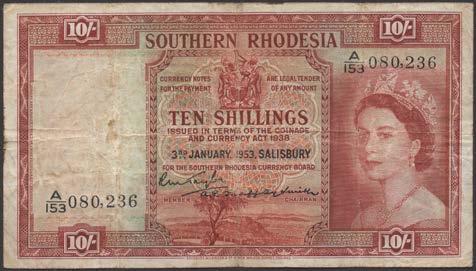 10/- SOUTHERN RHODESIA 10/-
A/153 080,236
CURRENCY NOTES ARE LEGAL TENDER
FOR THE PAYMENT OF ANY AMOUNT
TEN SHILLINGS
ISSUED IN TERMS OF THE COINAGE
AND CURRENCY ACT 1938
3RD JANUARY 1953, SALISBURY
FOR THE SOUTHERN RHODESIA CURRENCY BOARD
A/153 080,236
MEMBER CHAIRMAN
10/- 10/-